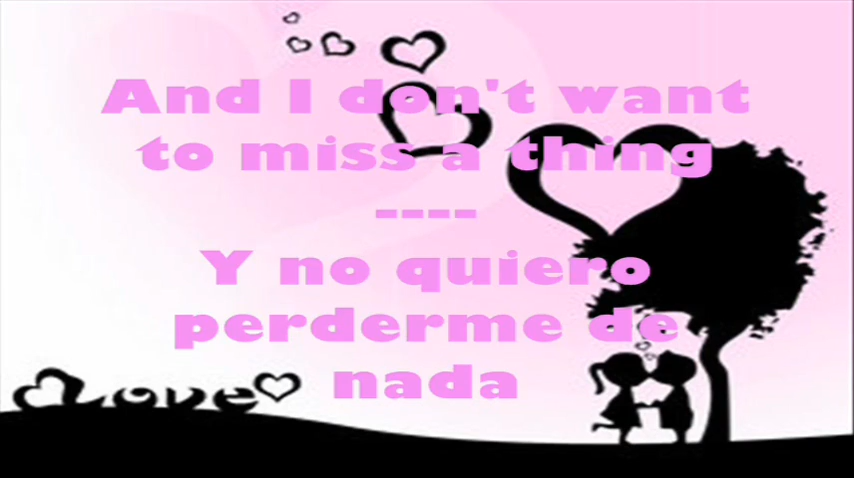 And I don't want
to miss a thing
----
Y no quiero
perderme de
nada
Love